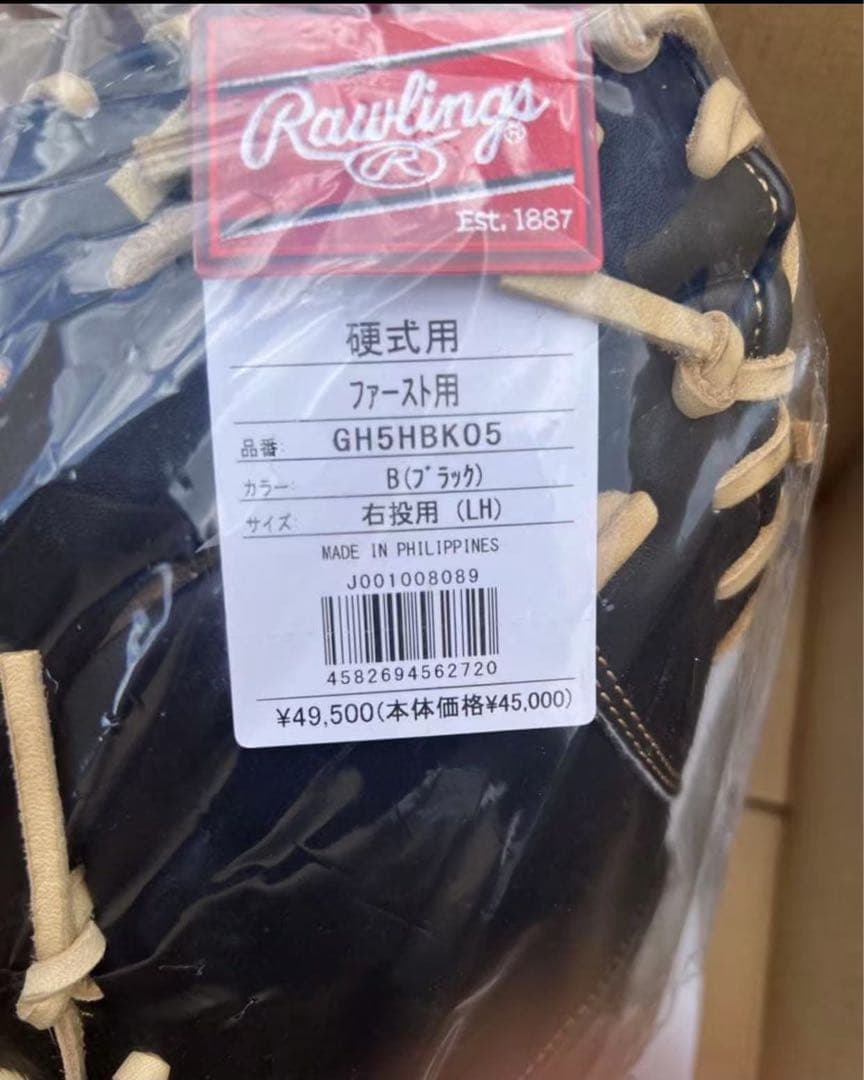 Rawlings®
R
Est. 1887
硬式用
ファースト用
品番: GH5HBK05
カラー: B(ブラック)
サイズ: 右投用 (LH)
MADE IN PHILIPPINES
J001008089
4582694562720
¥49,500(本体価格¥45,000)